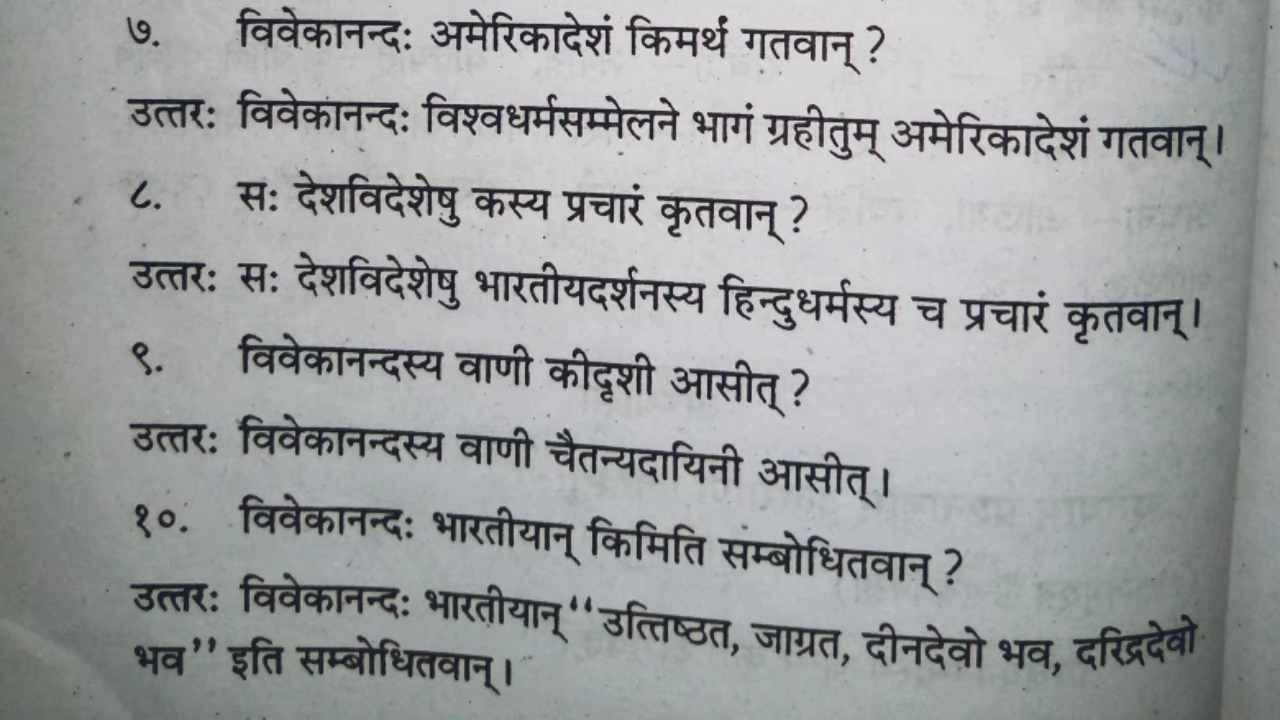 ७. विवेकानन्दः अमेरिकादेशं किमर्थं गतवान् ?
उत्तरः विवेकानन्दः विश्वधर्मसम्मेलने भागं ग्रहीतुम् अमेरिकादेशं गतवान्।
८. सः देशविदेशेषु कस्य प्रचारं कृतवान् ?
उत्तरः सः देशविदेशेषु भारतीयदर्शनस्य हिन्दुधर्मस्य च प्रचारं कृतवान्।
९. विवेकानन्दस्य वाणी कीदृशी आसीत् ?
उत्तरः विवेकानन्दस्य वाणी चैतन्यदायिनी आसीत्।
१०. विवेकानन्दः भारतीयान् किमिति सम्बोधितवान् ?
उत्तरः विवेकानन्दः भारतीयान् “उत्तिष्ठत, जाग्रत, दीनदेवो भव, दरिद्रदेवो
भव” इति सम्बोधितवान्।